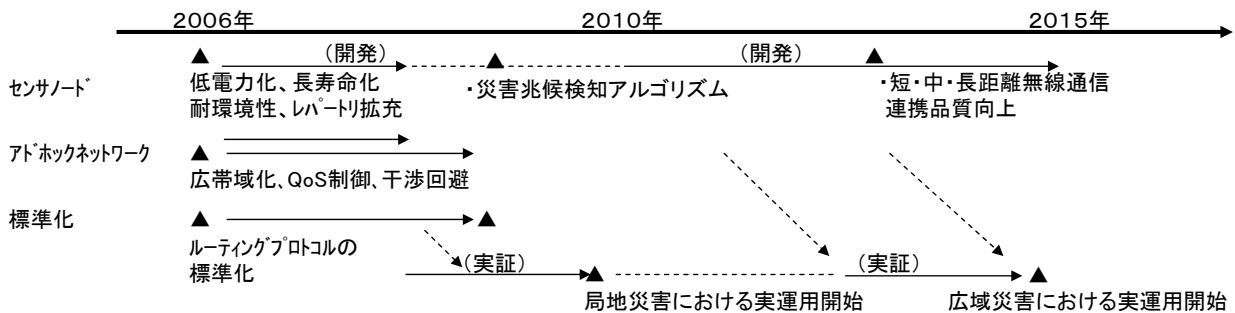 2006年 2010年 2015年
(開発) (開発)
センサノード 低電力化、長寿命化 ・災害兆候検知アルゴリズム ・短・中・長距離無線通信
耐環境性、レパートリ拡充 連携品質向上
アドホックネットワーク
広帯域化、QoS制御、干渉回避
標準化
ルーティングプロトコルの
標準化 (実証) (実証)
局地災害における実運用開始 広域災害における実運用開始